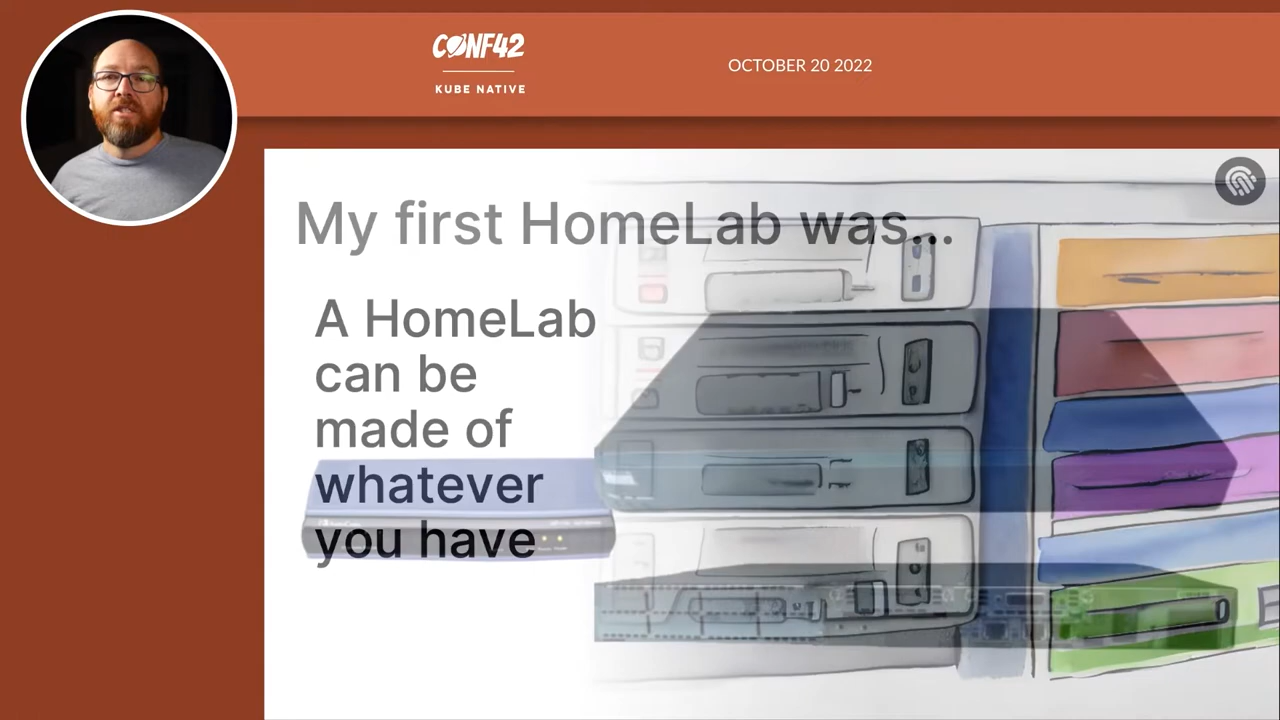 CONF42
KUBE NATIVE
OCTOBER 20 2022
My first HomeLab was...
A HomeLab
can be
made of
whatever
you have